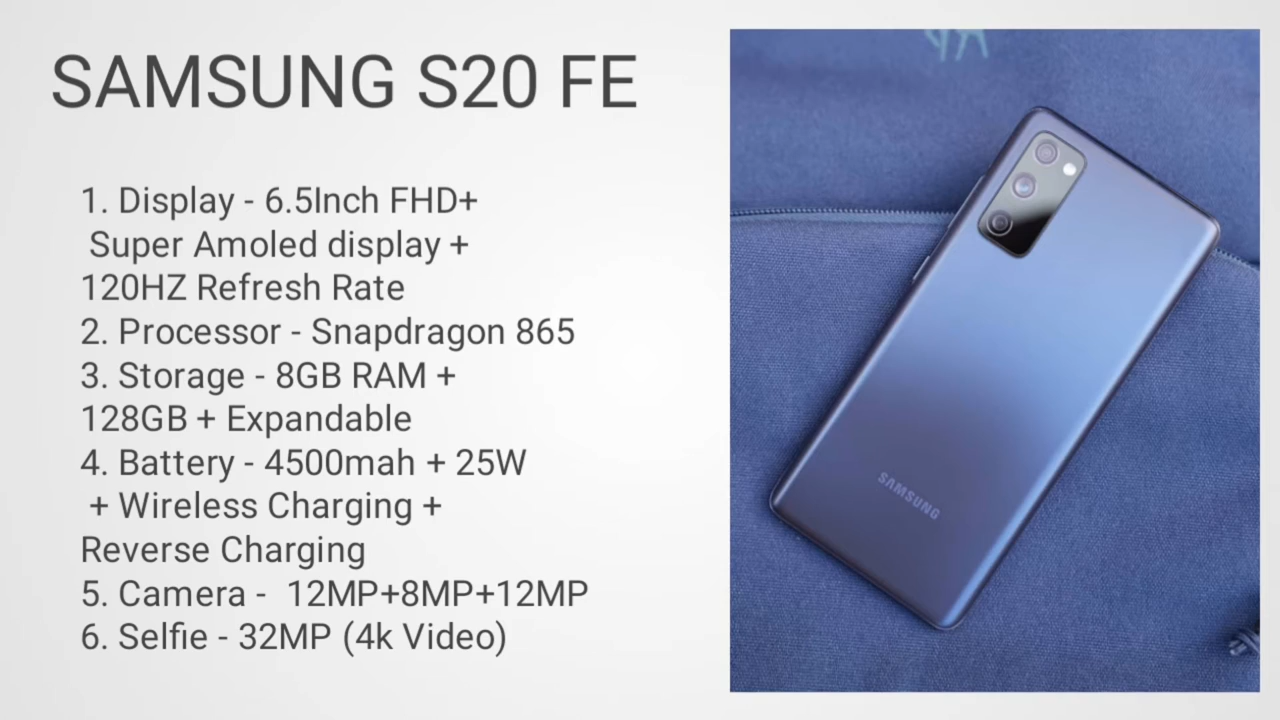 SAMSUNG S20 FE
1. Display - 6.5Inch FHD+
Super Amoled display +
120HZ Refresh Rate
2. Processor - Snapdragon 865
3. Storage - 8GB RAM +
128GB + Expandable
4. Battery - 4500mah + 25W
+ Wireless Charging +
Reverse Charging
5. Camera - 12MP+8MP+12MP
6. Selfie - 32MP (4k Video)
SAMSUNG